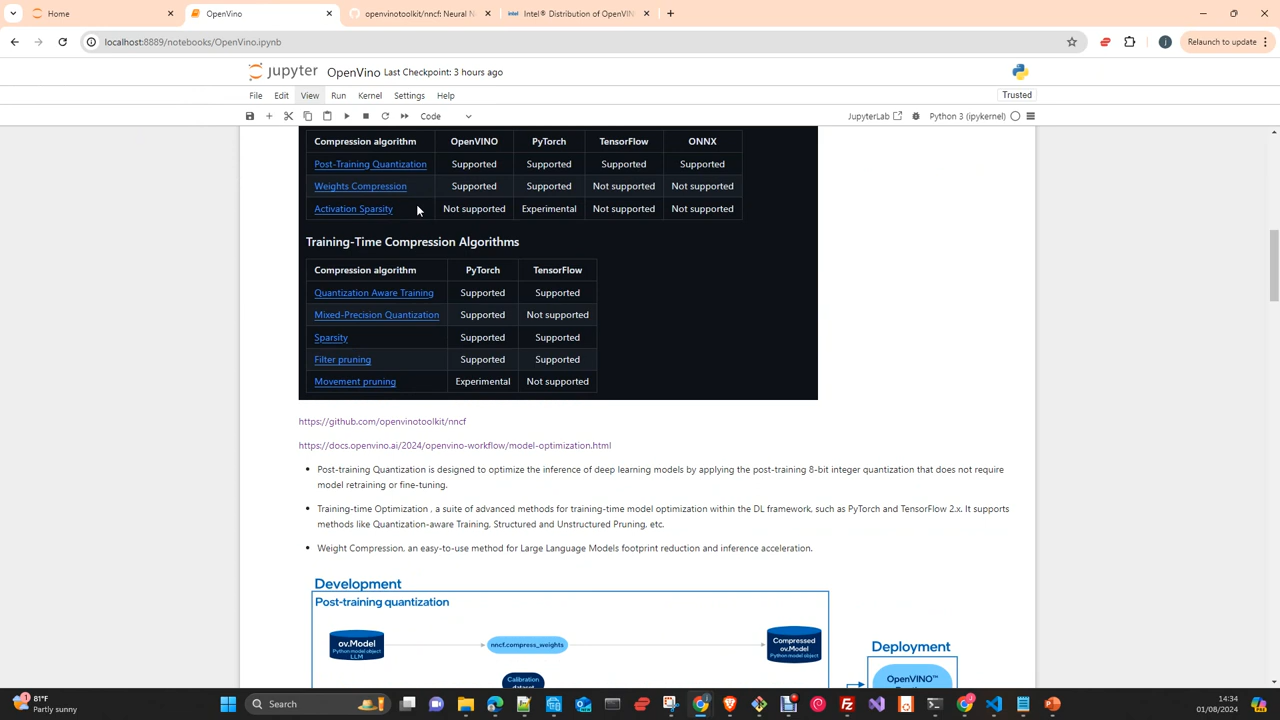 Home
OpenVino
openvinotoolkit/nncf: Neural N
Intel® Distribution of OpenVIN
localhost:8889/notebooks/OpenVino.ipynb
Relaunch to update
jupyter OpenVino Last Checkpoint: 3 hours ago
File Edit View Run Kernel Settings Help
Trusted
Code
JupyterLab
Python 3 (ipykernel)
Compression algorithm OpenVINO PyTorch TensorFlow ONNX
Post-Training Quantization Supported Supported Supported Supported
Weights Compression Supported Supported Not supported Not supported
Activation Sparsity Not supported Experimental Not supported Not supported
Training-Time Compression Algorithms
Compression algorithm PyTorch TensorFlow
Quantization Aware Training Supported Supported
Mixed-Precision Quantization Supported Not supported
Sparsity Supported Supported
Filter pruning Supported Supported
Movement pruning Experimental Not supported
https://github.com/openvinotoolkit/nncf
https://docs.openvino.ai/2024/openvino-workflow/model-optimization.html
• Post-training Quantization is designed to optimize the inference of deep learning models by applying the post-training 8-bit integer quantization that does not require
model retraining or fine-tuning.
• Training-time Optimization , a suite of advanced methods for training-time model optimization within the DL framework, such as PyTorch and TensorFlow 2.x. It supports
methods like Quantization-aware Training, Structured and Unstructured Pruning, etc.
• Weight Compression, an easy-to-use method for Large Language Models footprint reduction and inference acceleration.
Development
Post-training quantization
ov.Model
Python model object
LLM
nncf.compress_weights
Compressed
ov.Model
Python model object
Calibration
Deployment
OpenVINO™
81°F
Partly sunny
Search
14:34
01/08/2024